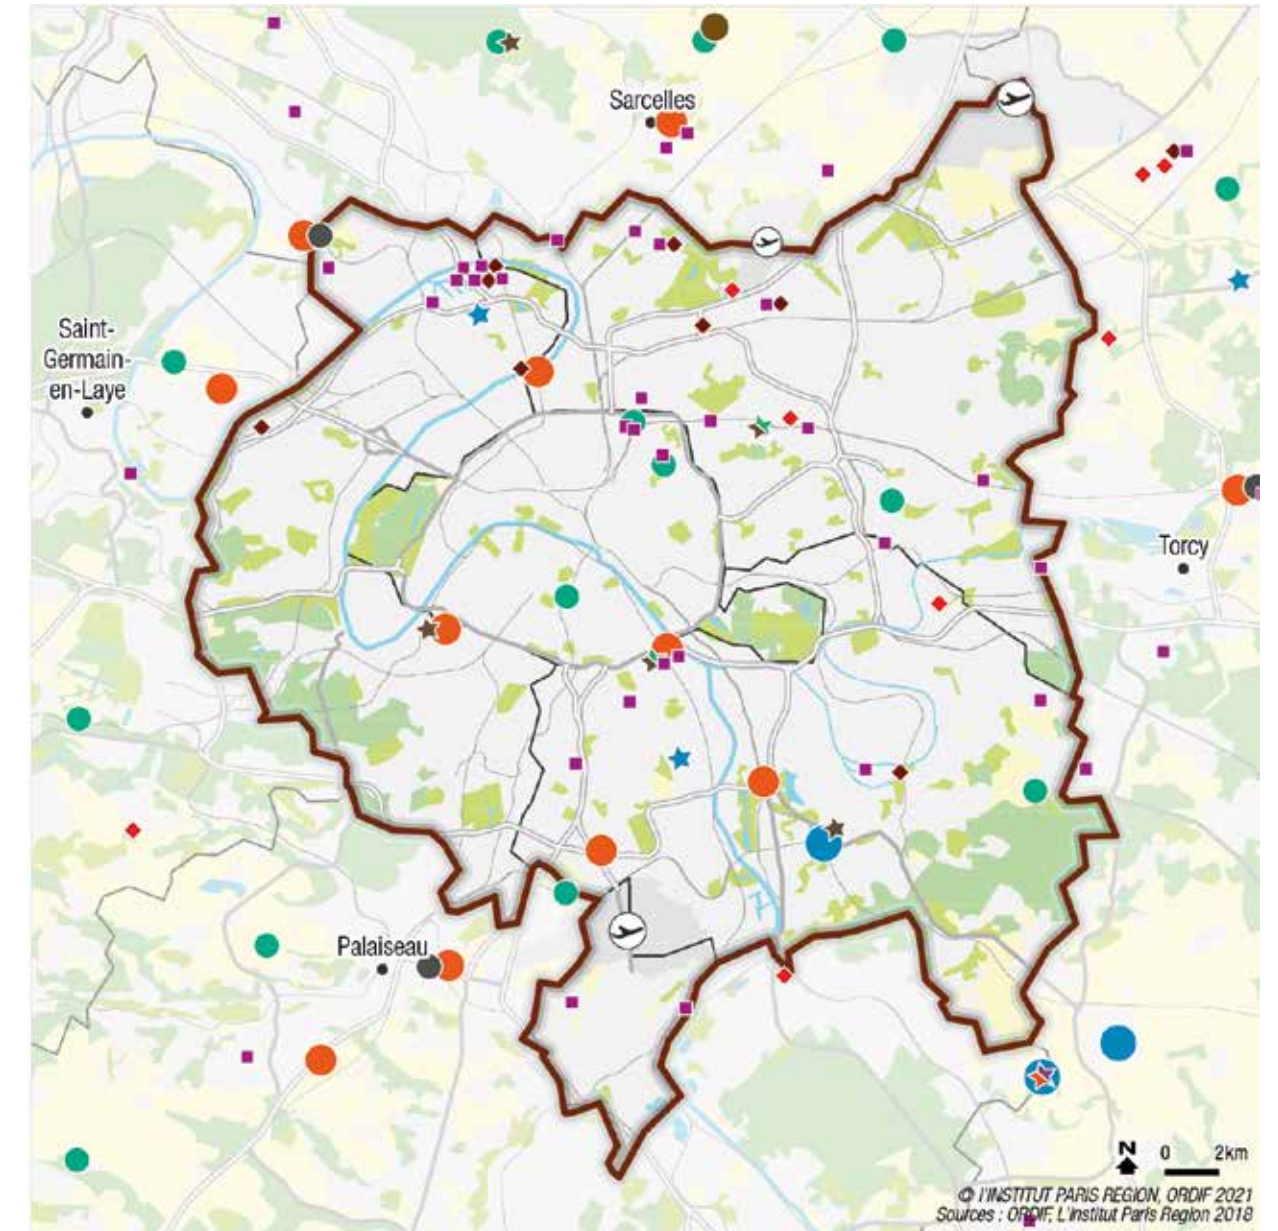 Sarcelles
Saint-
Germain-
en-Laye
Torcy
Palaiseau
N 0 2km
© l'INSTITUT PARIS REGION, ORDIF 2021
Sources : ORDIF, L'institut Paris Region 2018